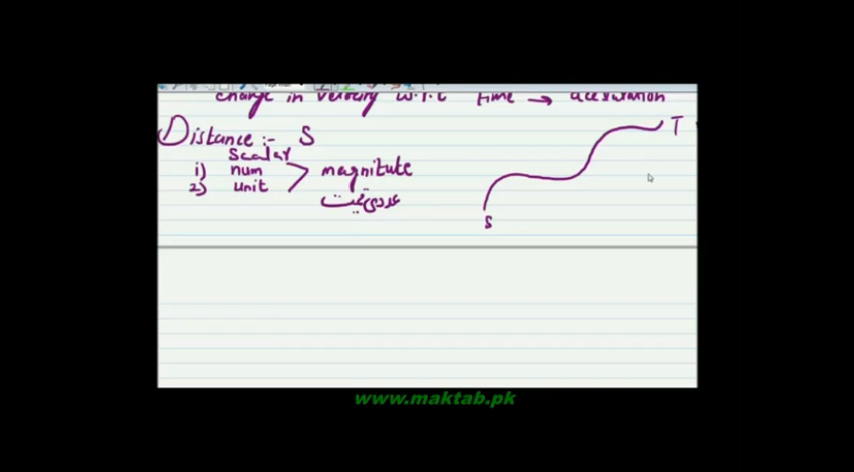 change in velocity w.r.t time → acceleration
Distance :- S
Scalar
i) num
2) unit
magnitute
عددی قیمت
T
S
www.maktab.pk